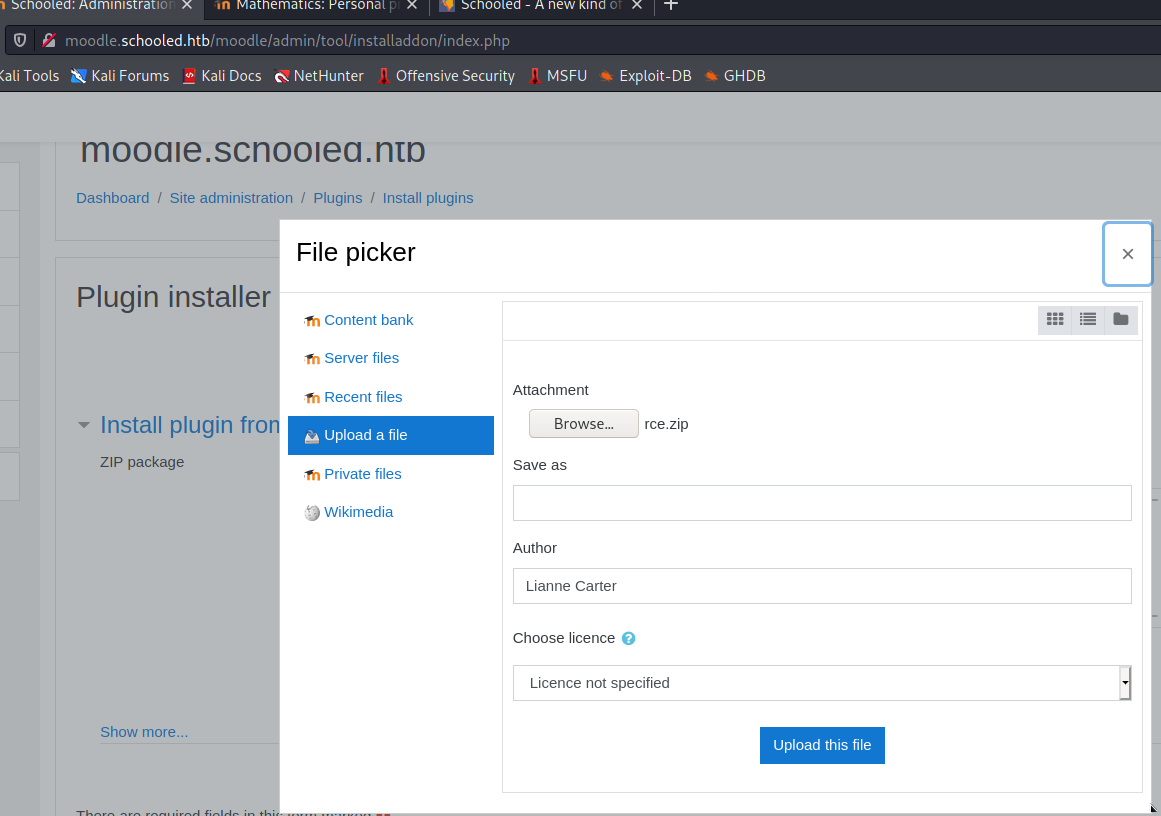 Schooled: Administration
Mathematics: Personal p
Schooled - A new kind of
moodle.schooled.htb/moodle/admin/tool/installaddon/index.php
Kali Tools Kali Forums Kali Docs NetHunter Offensive Security MSFU Exploit-DB GHDB
moodle.schooled.htb
Dashboard / Site administration / Plugins / Install plugins
File picker
×
Plugin installer
Content bank
Server files
Recent files
Upload a file
Private files
Wikimedia
Attachment
Browse... rce.zip
Save as
Author
Lianne Carter
Choose licence ?
Licence not specified
Upload this file
Install plugin from
ZIP package
Show more...
There are required fields in this form marked